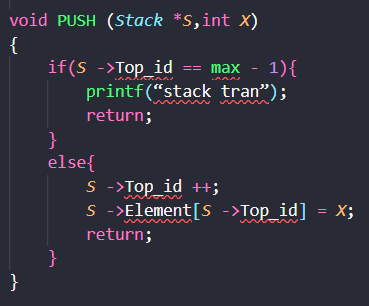 void PUSH (Stack *S,int X)
{
if(S ->Top_id == max - 1){
printf(“stack tran”);
return;
}
else{
S ->Top_id ++;
S ->Element[S ->Top_id] = X;
return;
}
}